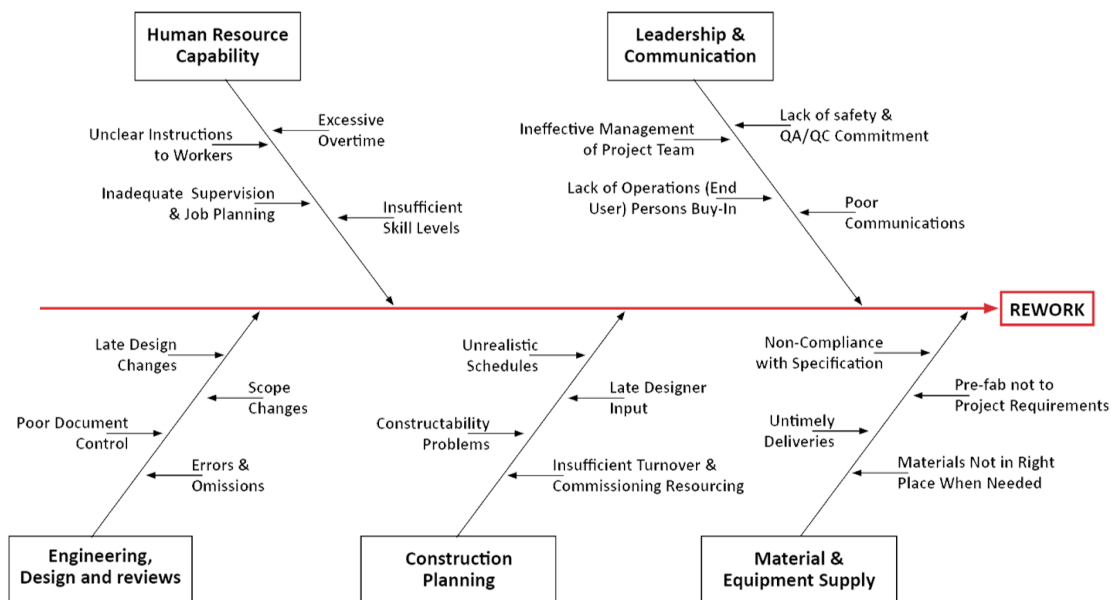 Human Resource
Capability
Leadership &
Communication
Excessive
Overtime
Unclear Instructions
to Workers
Inadequate Supervision
& Job Planning
Insufficient
Skill Levels
Lack of safety &
QA/QC Commitment
Ineffective Management
of Project Team
Lack of Operations (End
User) Persons Buy-In
Poor
Communications
REWORK
Late Design
Changes
Scope
Changes
Poor Document
Control
Errors &
Omissions
Unrealistic
Schedules
Late Designer
Input
Constructability
Problems
Insufficient Turnover &
Commissioning Resourcing
Non-Compliance
with Specification
Pre-fab not to
Project Requirements
Untimely
Deliveries
Materials Not in Right
Place When Needed
Engineering,
Design and reviews
Construction
Planning
Material &
Equipment Supply